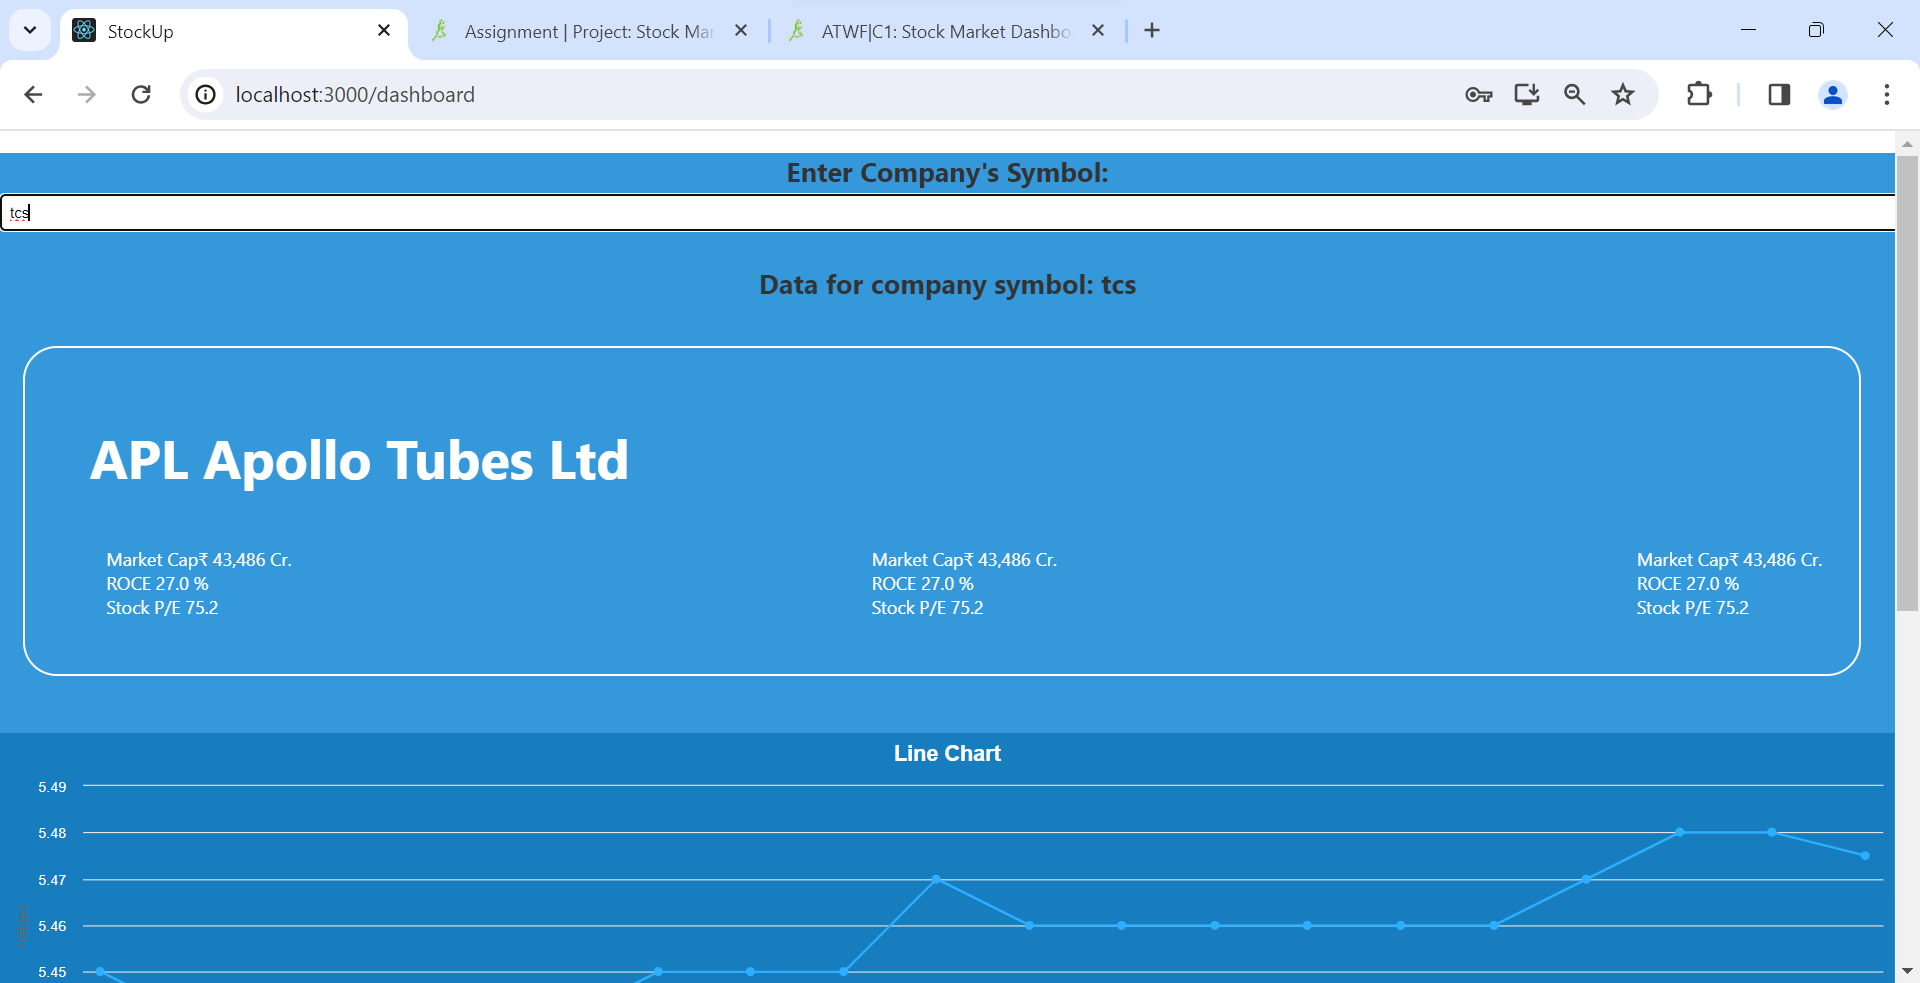 StockUp
Assignment | Project: Stock Mar
ATWF|C1: Stock Market Dashbo
localhost:3000/dashboard
Enter Company's Symbol:
tcs
Data for company symbol: tcs
APL Apollo Tubes Ltd
Market Cap₹ 43,486 Cr.
ROCE 27.0 %
Stock P/E 75.2
Market Cap₹ 43,486 Cr.
ROCE 27.0 %
Stock P/E 75.2
Market Cap₹ 43,486 Cr.
ROCE 27.0 %
Stock P/E 75.2
Line Chart
5.49
5.48
5.47
5.46
5.45
Values